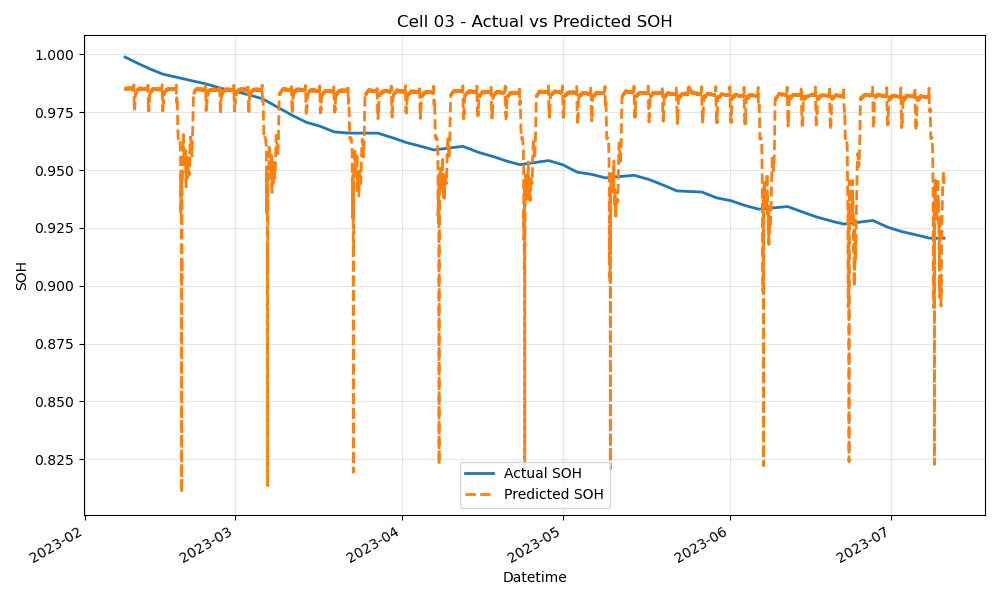 Cell 03 - Actual vs Predicted SOH
1.000
0.975
0.950
0.925
0.900
0.875
0.850
0.825
SOH
Actual SOH
Predicted SOH
2023-02
2023-03
2023-04
2023-05
2023-06
2023-07
Datetime